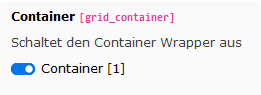 Container [grid_container]
Schaltet den Container Wrapper aus
Container [1]